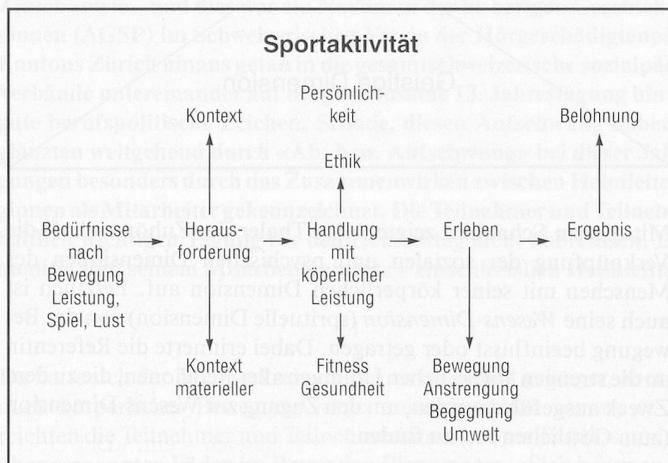 Sportaktivität
Kontext
Persönlich-
keit
Belohnung
Ethik
Bedürfnisse
nach
Bewegung
Leistung,
Spiel, Lust
Heraus-
forderung
Handlung
mit
köperlicher
Leistung
Erleben
Ergebnis
Kontext
materieller
Fitness
Gesundheit
Bewegung
Anstrengung
Begegnung
Umwelt